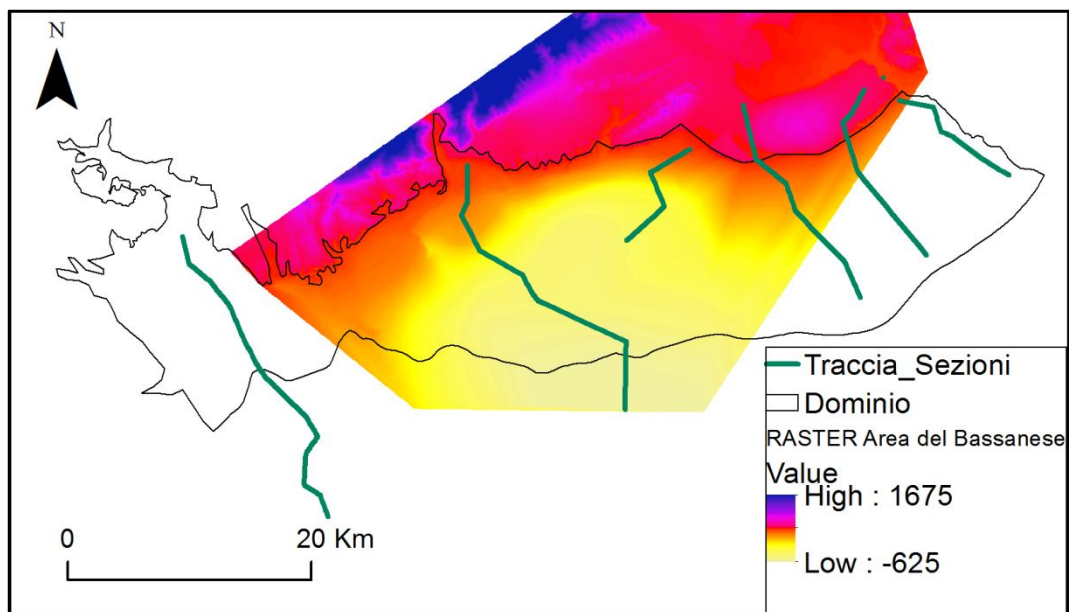 N
Traccia_Sezioni
Dominio
RASTER Area del Bassanese
Value
High : 1675
Low : -625
0 20 Km